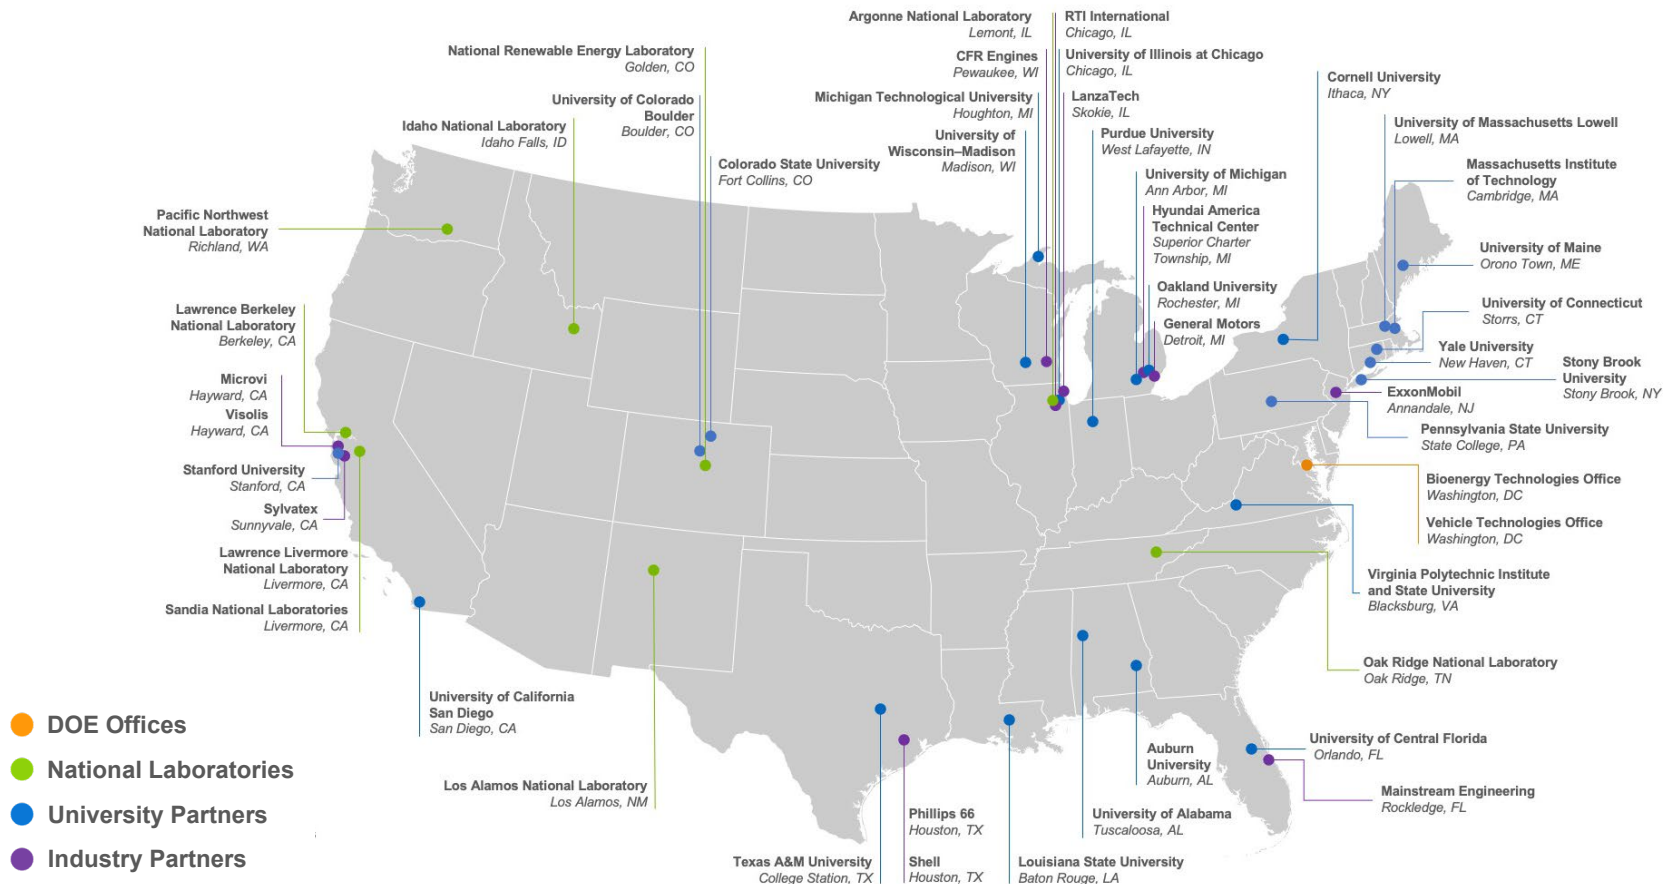 Argonne National Laboratory
Lemont, IL
RTI International
Chicago, IL
National Renewable Energy Laboratory
Golden, CO
CFR Engines
Pewaukee, WI
University of Illinois at Chicago
Chicago, IL
Cornell University
Ithaca, NY
University of Colorado
Boulder
Boulder, CO
Michigan Technological University
Houghton, MI
LanzaTech
Skokie, IL
Idaho National Laboratory
Idaho Falls, ID
University of
Wisconsin–Madison
Madison, WI
Purdue University
West Lafayette, IN
University of Massachusetts Lowell
Lowell, MA
Colorado State University
Fort Collins, CO
University of Michigan
Ann Arbor, MI
Massachusetts Institute
of Technology
Cambridge, MA
Pacific Northwest
National Laboratory
Richland, WA
Hyundai America
Technical Center
Superior Charter
Township, MI
University of Maine
Orono Town, ME
Oakland University
Rochester, MI
Lawrence Berkeley
National Laboratory
Berkeley, CA
General Motors
Detroit, MI
University of Connecticut
Storrs, CT
Yale University
New Haven, CT
Stony Brook
University
Stony Brook, NY
Microvi
Hayward, CA
Visolis
Hayward, CA
ExxonMobil
Annandale, NJ
Pennsylvania State University
State College, PA
Stanford University
Stanford, CA
Bioenergy Technologies Office
Washington, DC
Sylvatex
Sunnyvale, CA
Vehicle Technologies Office
Washington, DC
Lawrence Livermore
National Laboratory
Livermore, CA
Virginia Polytechnic Institute
and State University
Blacksburg, VA
Sandia National Laboratories
Livermore, CA
Oak Ridge National Laboratory
Oak Ridge, TN
University of California
San Diego
San Diego, CA
University of Central Florida
Orlando, FL
Auburn
University
Auburn, AL
Los Alamos National Laboratory
Los Alamos, NM
Mainstream Engineering
Rockledge, FL
Phillips 66
Houston, TX
University of Alabama
Tuscaloosa, AL
Texas A&M University
College Station, TX
Shell
Houston, TX
Louisiana State University
Baton Rouge, LA
DOE Offices
National Laboratories
University Partners
Industry Partners